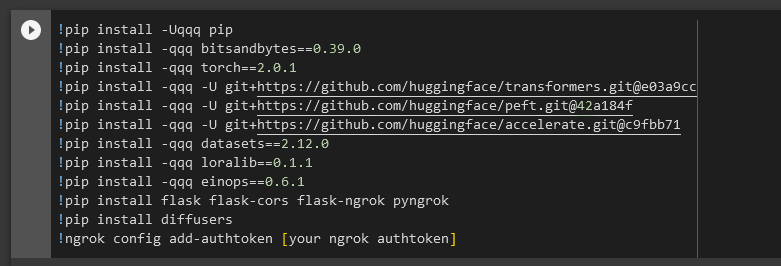 !pip install -Uqqq pip
!pip install -qqq bitsandbytes==0.39.0
!pip install -qqq torch==2.0.1
!pip install -qqq -U git+https://github.com/huggingface/transformers.git@e03a9cc
!pip install -qqq -U git+https://github.com/huggingface/peft.git@42a184f
!pip install -qqq -U git+https://github.com/huggingface/accelerate.git@c9fbb71
!pip install -qqq datasets==2.12.0
!pip install -qqq loralib==0.1.1
!pip install -qqq einops==0.6.1
!pip install flask flask-cors flask-ngrok pyngrok
!pip install diffusers
!ngrok config add-authtoken [your ngrok authtoken]